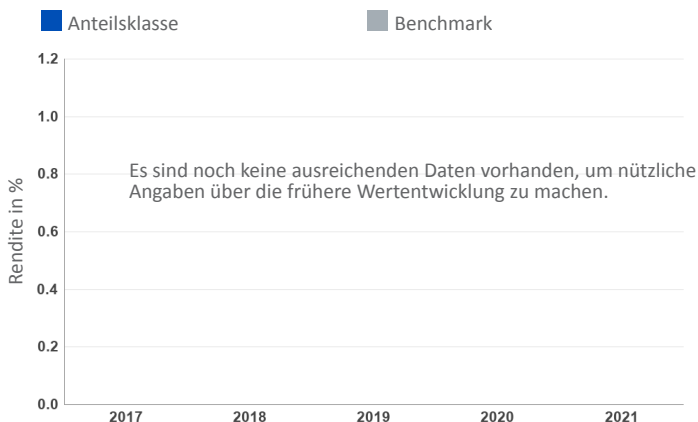 Anteilsklasse
Benchmark
1.2
1.0
0.8
0.6
0.4
0.2
0.0
Rendite in %
Es sind noch keine ausreichenden Daten vorhanden, um nützliche
Angaben über die frühere Wertentwicklung zu machen.
2017
2018
2019
2020
2021